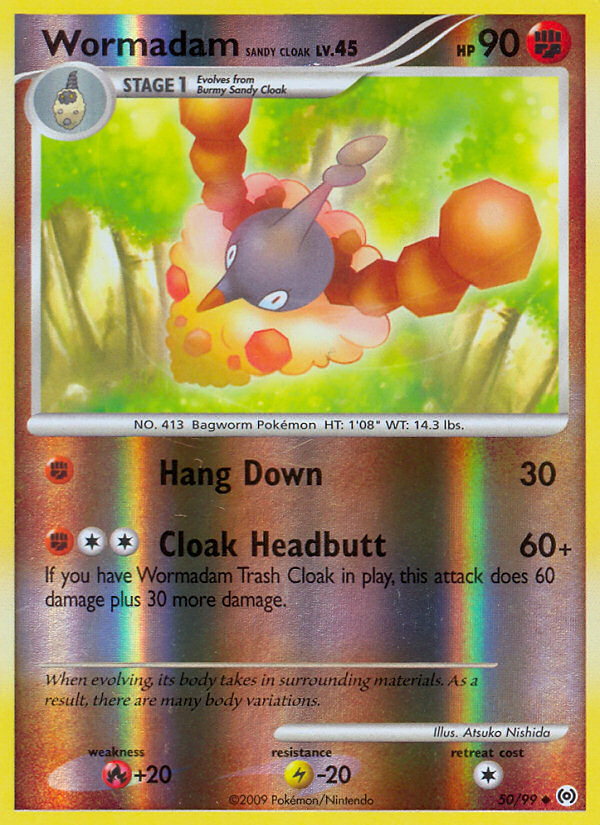 Wormadam SANDY CLOAK LV.45 HP 90
STAGE 1 Evolves from
Burmy Sandy Cloak
NO. 413 Bagworm Pokémon HT: 1'08" WT: 14.3 lbs.
Hang Down 30
Cloak Headbutt 60+
If you have Wormadam Trash Cloak in play, this attack does 60
damage plus 30 more damage.
When evolving, its body takes in surrounding materials. As a
result, there are many body variations.
Illus. Atsuko Nishida
weakness resistance retreat cost
+20 -20
©2009 Pokémon/Nintendo 50/99